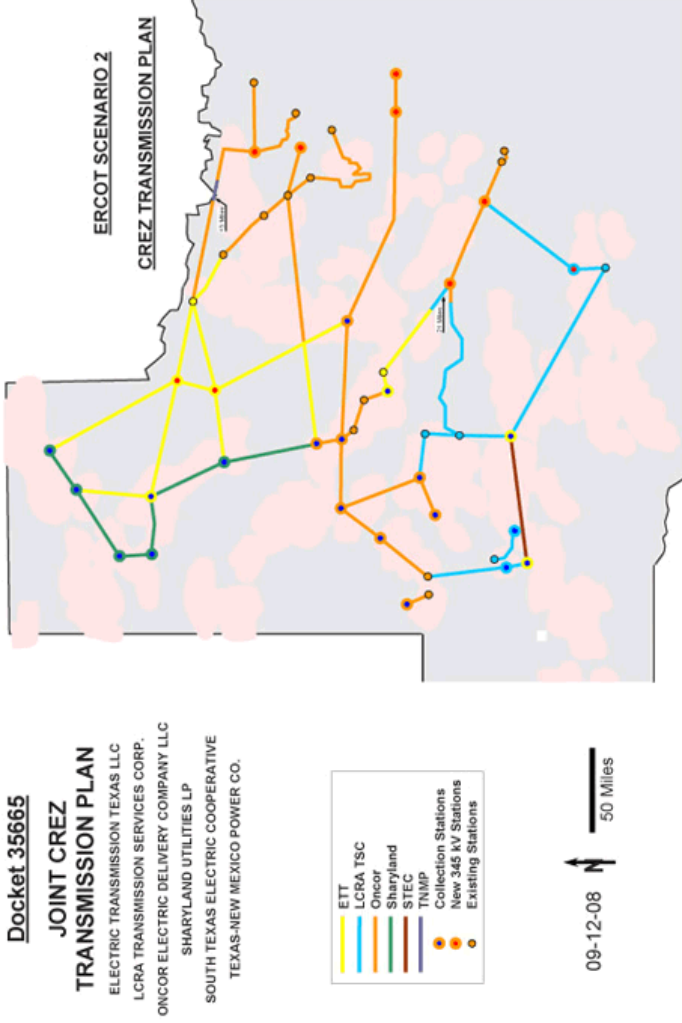 Docket 35665
JOINT CREZ
TRANSMISSION PLAN
ELECTRIC TRANSMISSION TEXAS LLC
LCRA TRANSMISSION SERVICES CORP.
ONCOR ELECTRIC DELIVERY COMPANY LLC
SHARYLAND UTILITIES LP
SOUTH TEXAS ELECTRIC COOPERATIVE
TEXAS-NEW MEXICO POWER CO.
ETT
LCRA TSC
Oncor
Sharyland
STEC
TNMP
Collection Stations
New 345 kV Stations
Existing Stations
09-12-08
N
50 Miles
ERCOT SCENARIO 2
CREZ TRANSMISSION PLAN
21 Miles